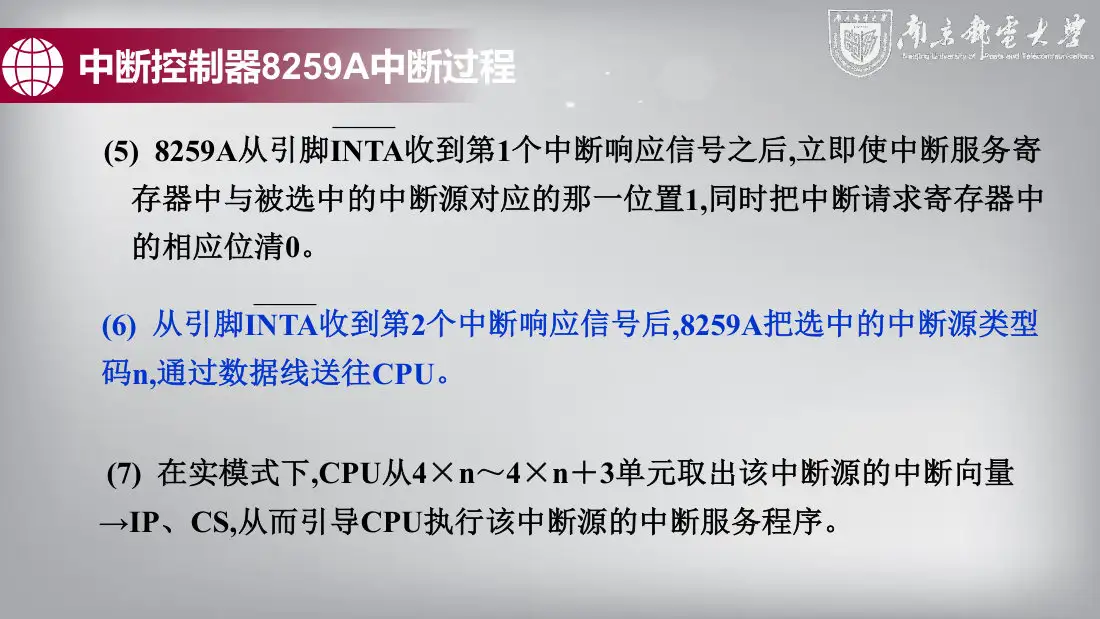 中断控制器8259A中断过程
南京邮电大学
Nanjing University of Posts and Telecommunications
(5) 8259A从引脚INTA收到第1个中断响应信号之后,立即使中断服务寄
存器中与被选中的中断源对应的那一位置1,同时把中断请求寄存器中
的相应位清0。
(6) 从引脚INTA收到第2个中断响应信号后,8259A把选中的中断源类型
码n,通过数据线送往CPU。
(7) 在实模式下,CPU从4×n~4×n+3单元取出该中断源的中断向量
→IP、CS,从而引导CPU执行该中断源的中断服务程序。